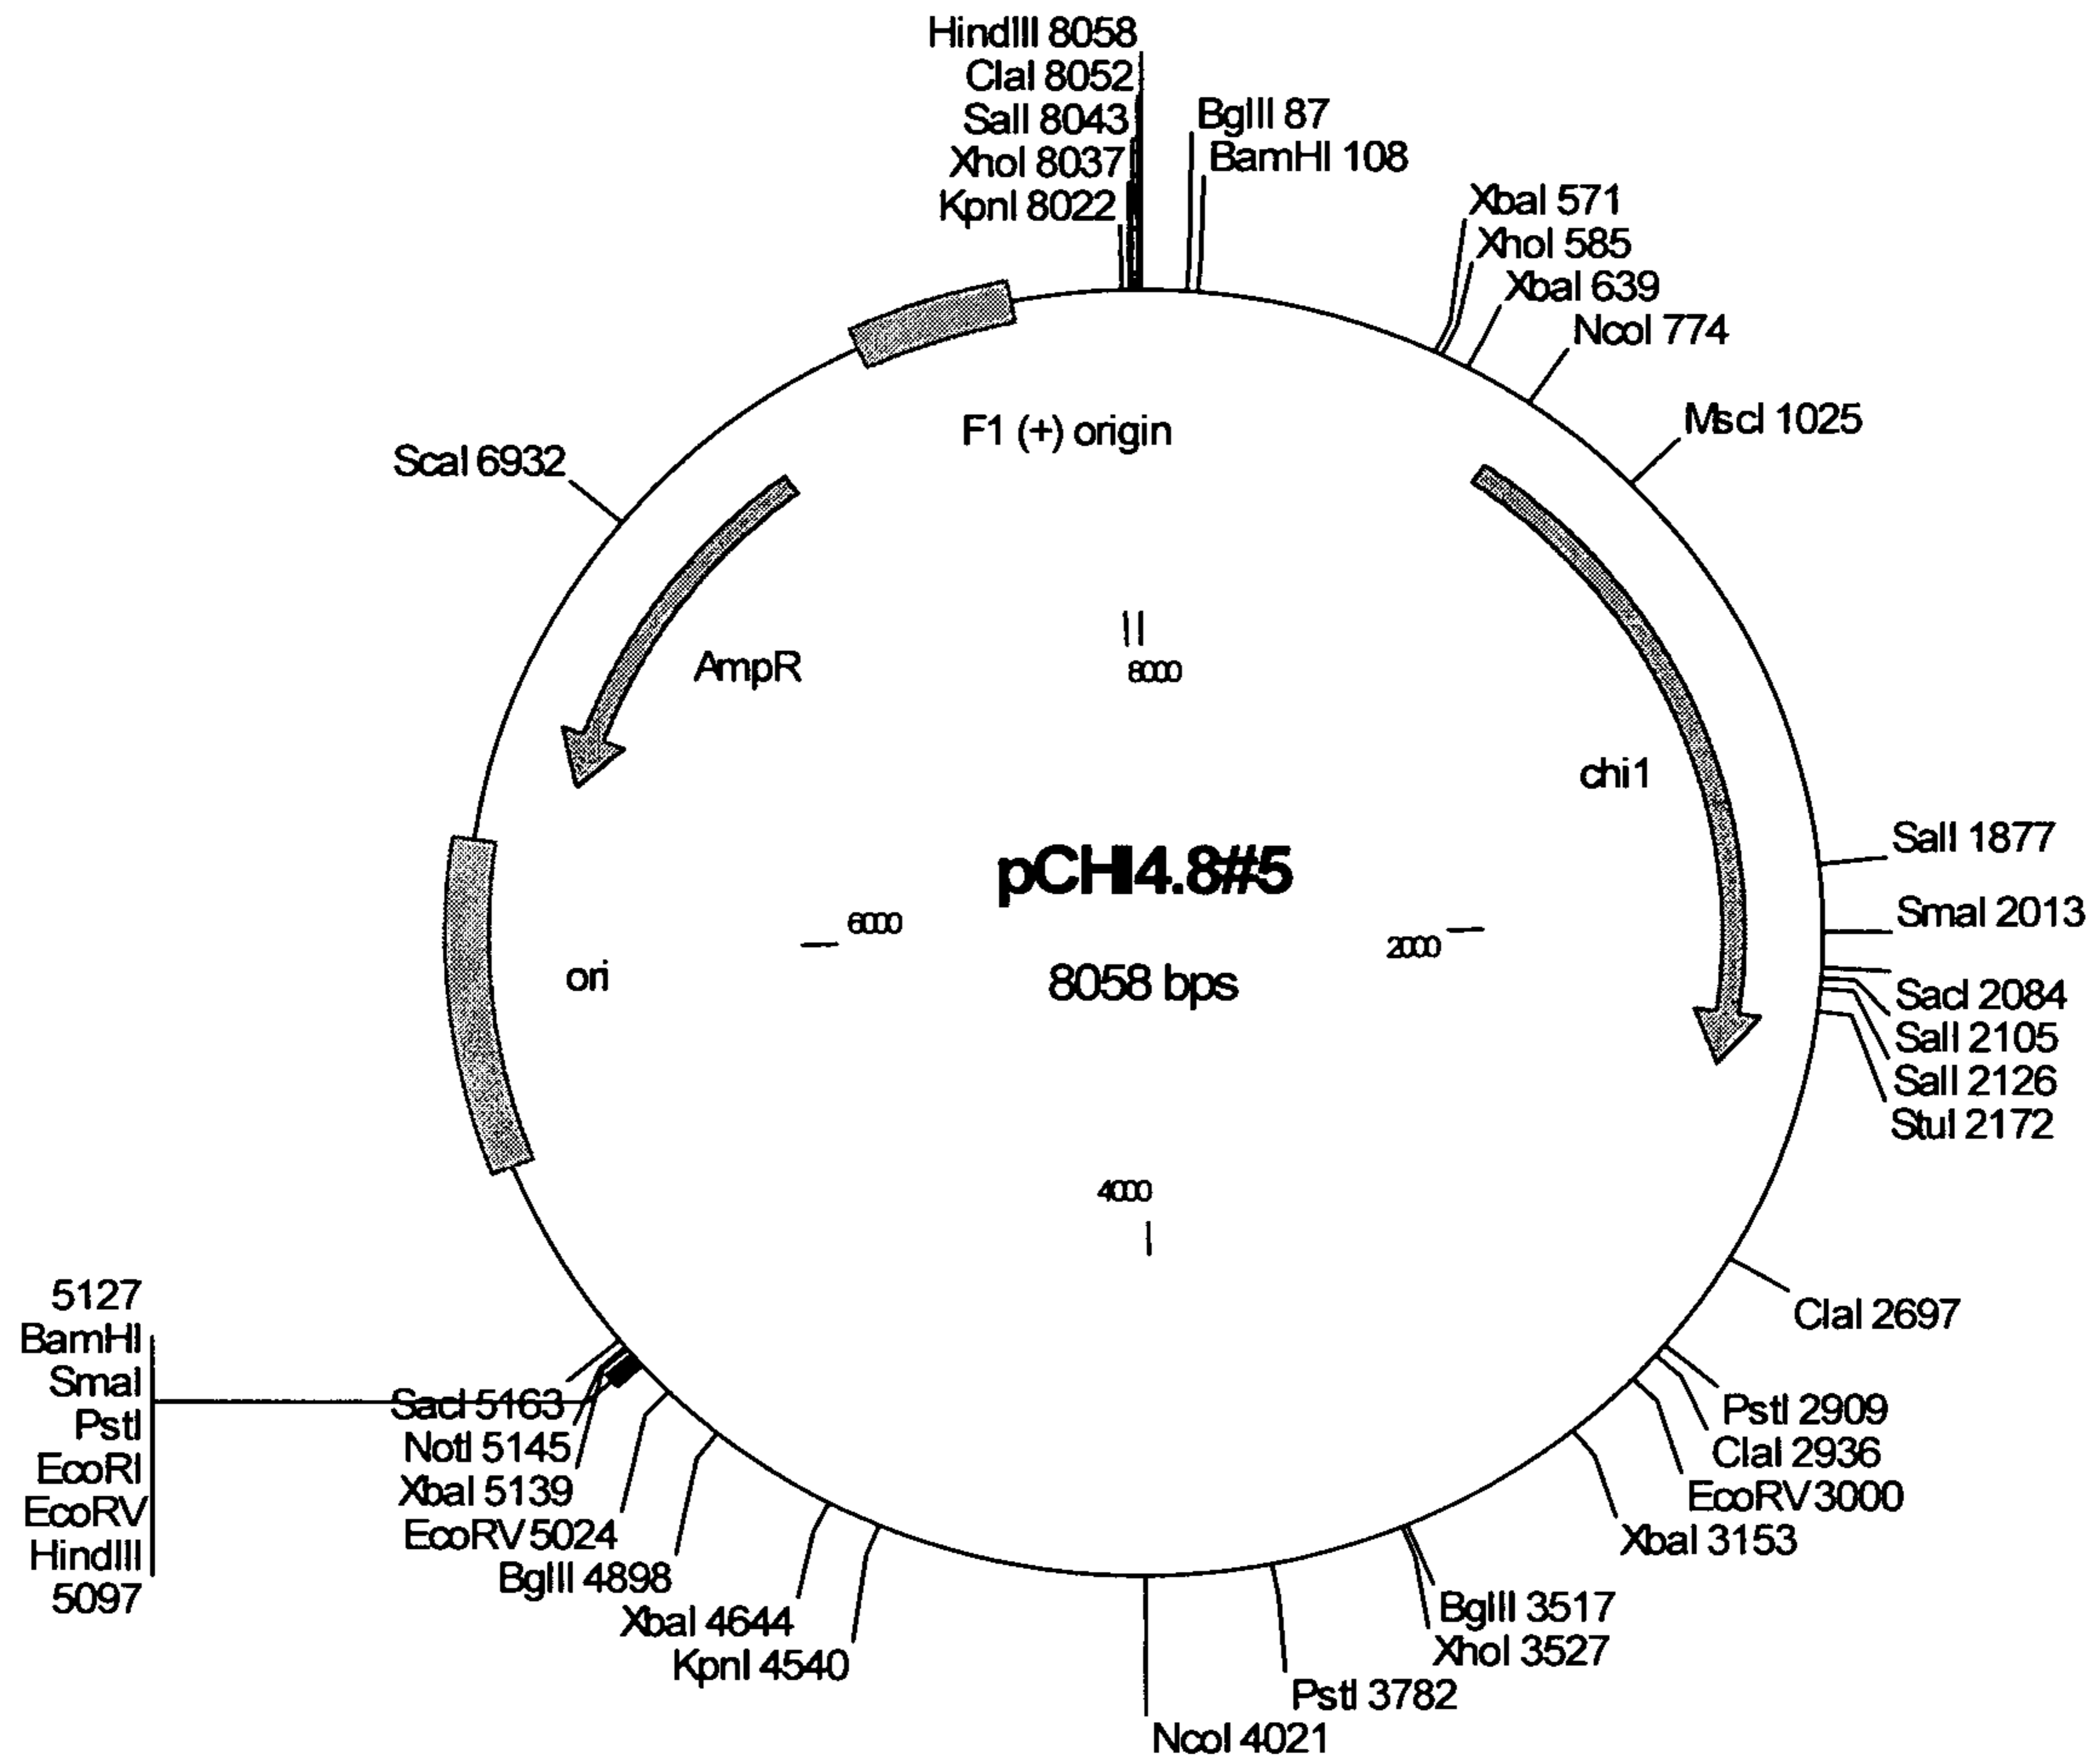 HindIII 8058
ClaI 8052
SalI 8043
XhoI 8037
KpnI 8022
BglII 87
BamHI 108
XbaI 571
XhoI 585
XbaI 639
NcoI 774
MscI 1025
F1 (+) origin
ScaI 6932
AmpR
8000
chi1
SalI 1877
pCHI4.8#5
SmaI 2013
6000
2000
ori
8058 bps
SacI 2084
SalI 2105
SalI 2126
StuI 2172
4000
ClaI 2697
5127
BamHI
SmaI
PstI
EcoRI
EcoRV
HindIII
5097
SacI 5163
NotI 5145
XbaI 5139
EcoRV 5024
BglII 4898
XbaI 4644
KpnI 4540
PstI 2909
ClaI 2936
EcoRV 3000
XbaI 3153
BglII 3517
XhoI 3527
PstI 3782
NcoI 4021